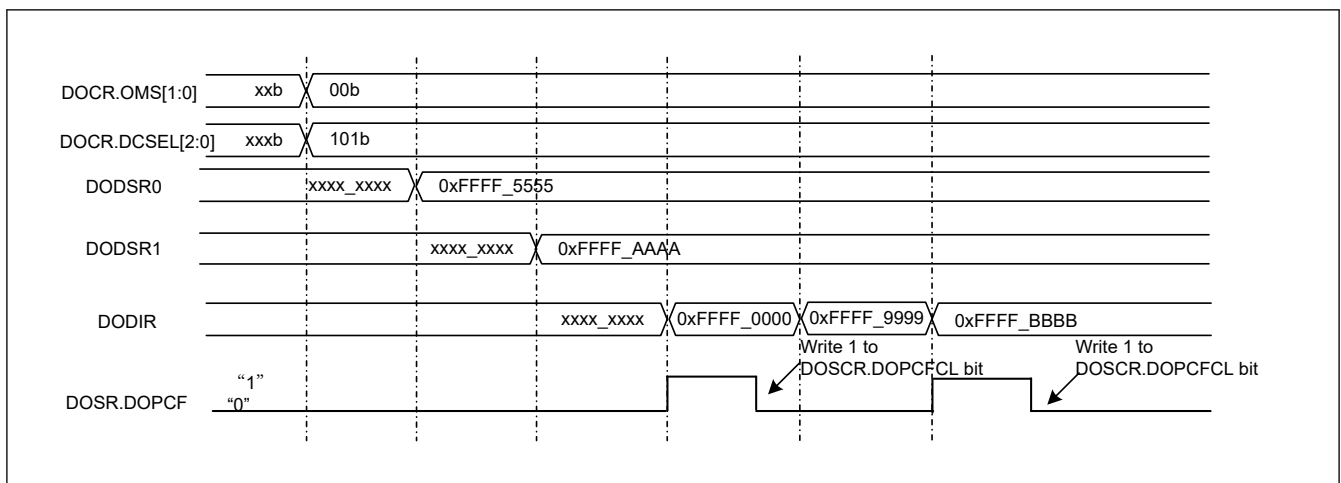 DOCR.OMS[1:0] xxb 00b
DOCR.DCSEL[2:0] xxxb 101b
DODSR0 xxxx_xxxx 0xFFFF_5555
DODSR1 xxxx_xxxx 0xFFFF_AAAA
DODIR xxxx_xxxx 0xFFFF_0000 0xFFFF_9999 0xFFFF_BBBB
Write 1 to
DOSCR.DOPCFCL bit
Write 1 to
DOSCR.DOPCFCL bit
“1”
DOSR.DOPCF “0”